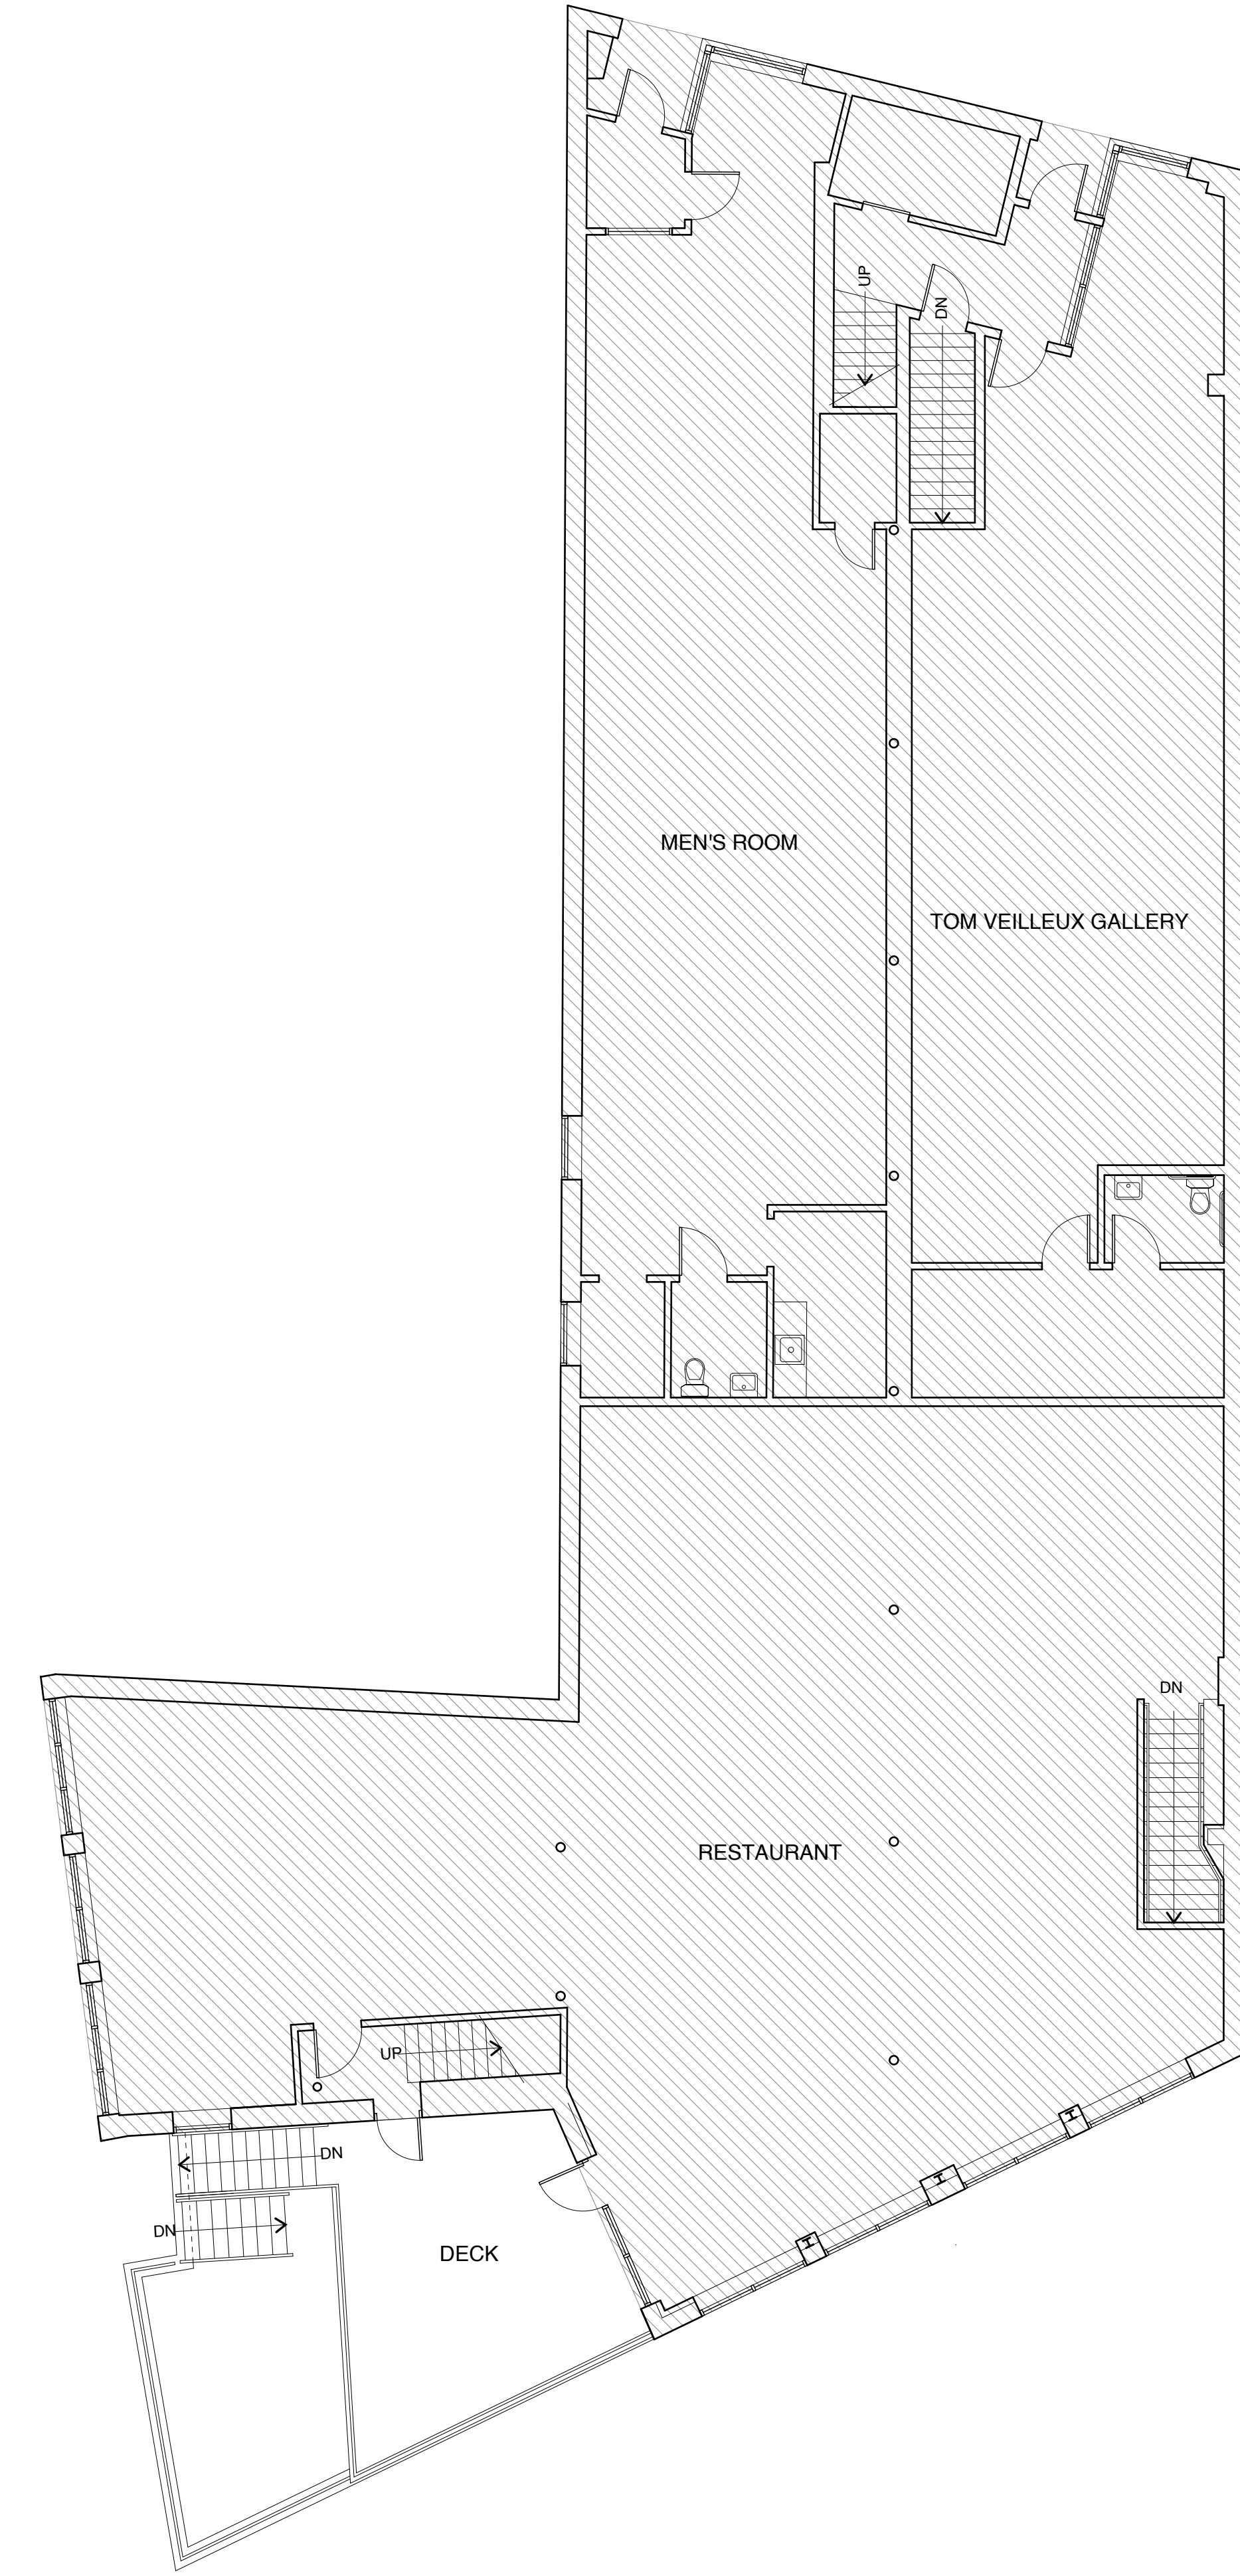 UP
DN
MEN'S ROOM
TOM VEILLEUX GALLERY
DN
RESTAURANT
UP
DN
DN
DECK